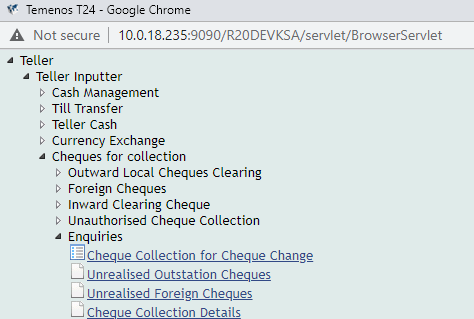 Temenos T24 - Google Chrome
Not secure | 10.0.18.235:9090/R20DEVKSA/servlet/BrowserServlet
Teller
Teller Inputter
Cash Management
Till Transfer
Teller Cash
Currency Exchange
Cheques for collection
Outward Local Cheques Clearing
Foreign Cheques
Inward Clearing Cheque
Unauthorised Cheque Collection
Enquiries
Cheque Collection for Cheque Change
Unrealised Outstation Cheques
Unrealised Foreign Cheques
Cheque Collection Details